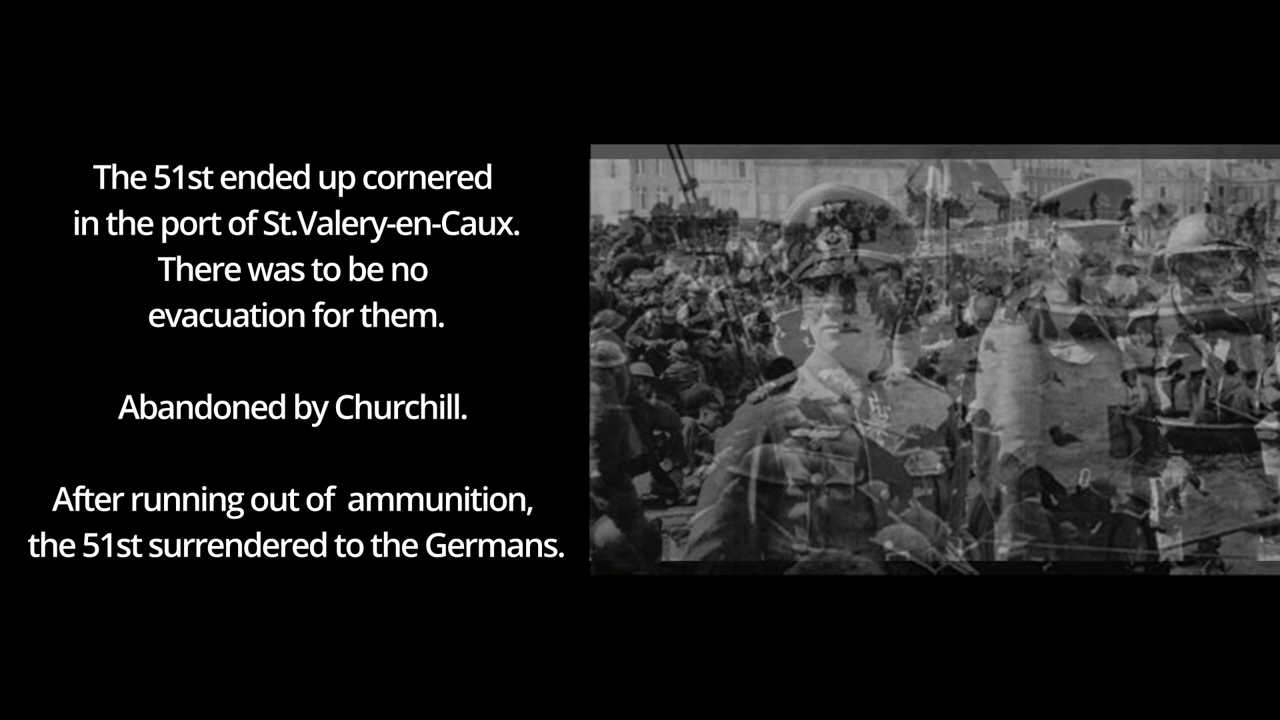 The 51st ended up cornered
in the port of St.Valery-en-Caux.
There was to be no
evacuation for them.
Abandoned by Churchill.
After running out of  ammunition,
the 51st surrendered to the Germans.